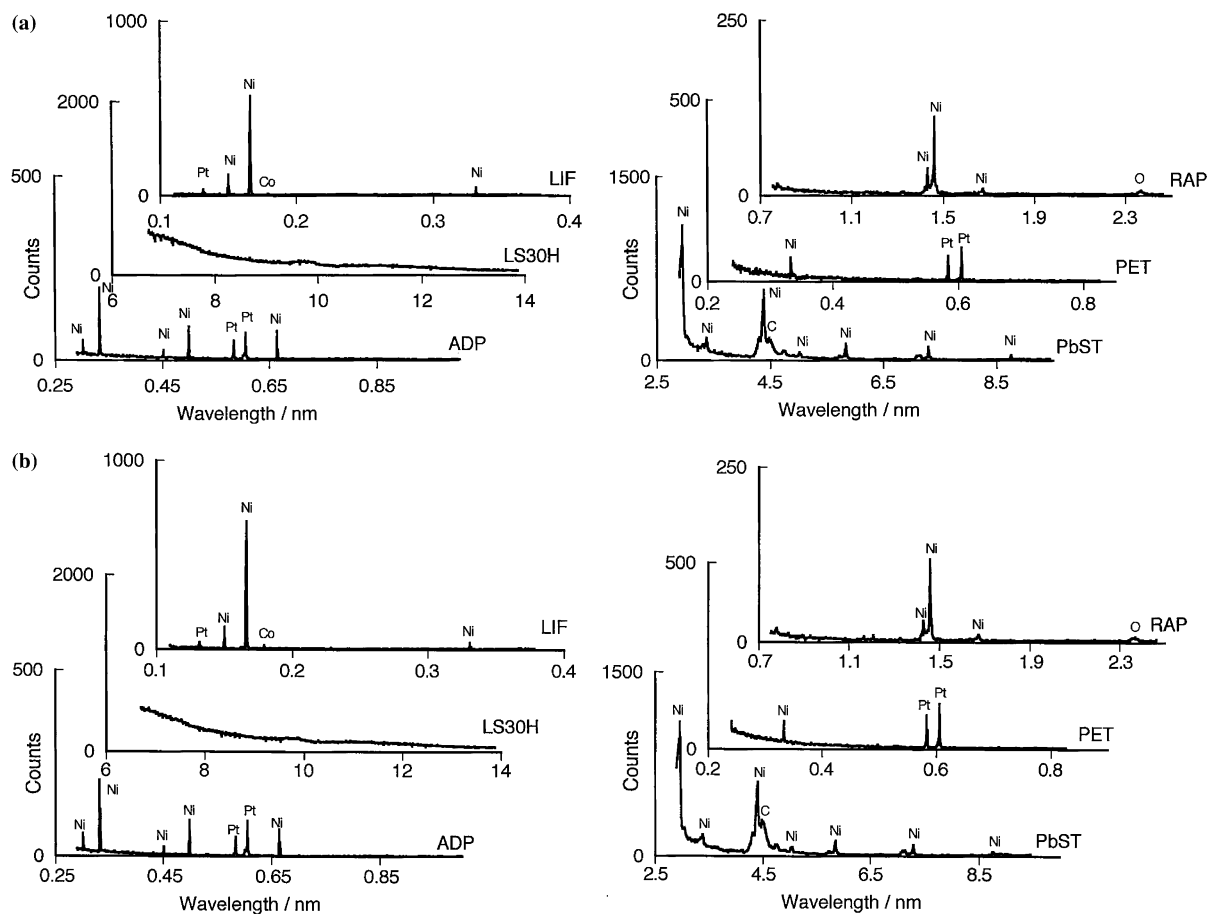 (a)
1000
Ni
Pt
Ni
Co
Ni
LIF
0
0.1
0.2
0.3
0.4
2000
LS30H
0
6
8
10
12
14
500
Counts
Ni
Ni
Ni
Ni
Pt
Pt
Ni
ADP
0
0.25
0.45
0.65
0.85
Wavelength / nm
250
Ni
Ni
Ni
O
RAP
0
0.7
1.1
1.5
1.9
2.3
500
Ni
Pt
Pt
PET
0
0.2
0.4
0.6
0.8
1500
Counts
Ni
Ni
Ni
C
Ni
Ni
Ni
Ni
PbST
0
2.5
4.5
6.5
8.5
Wavelength / nm
(b)
1000
Ni
Pt
Ni
Co
Ni
LIF
0
0.1
0.2
0.3
0.4
2000
LS30H
0
6
8
10
12
14
500
Counts
Ni
Ni
Ni
Ni
Pt
Pt
Ni
ADP
0
0.25
0.45
0.65
0.85
Wavelength / nm
250
Ni
Ni
Ni
O
RAP
0
0.7
1.1
1.5
1.9
2.3
500
Ni
Pt
Pt
PET
0
0.2
0.4
0.6
0.8
1500
Counts
Ni
Ni
Ni
C
Ni
Ni
Ni
Ni
PbST
0
2.5
4.5
6.5
8.5
Wavelength / nm